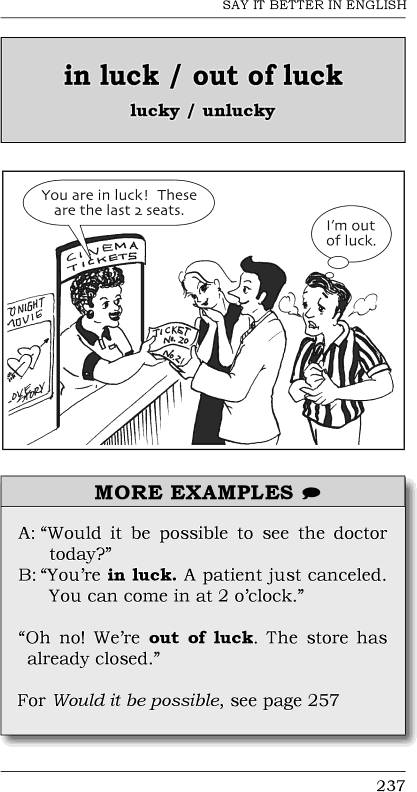 SAY IT BETTER IN ENGLISH
in luck / out of luck
lucky / unlucky
You are in luck! These
are the last 2 seats.
I'm out
of luck.
CINEMA
TICKETS
TONIGHT
MOVIE
LOVE
STORY
TICKET
No. 20
No 21
MORE EXAMPLES
A: “Would it be possible to see the doctor
today?”
B: “You're in luck. A patient just canceled.
You can come in at 2 o'clock.”
“Oh no! We're out of luck. The store has
already closed.”
For Would it be possible, see page 257
237